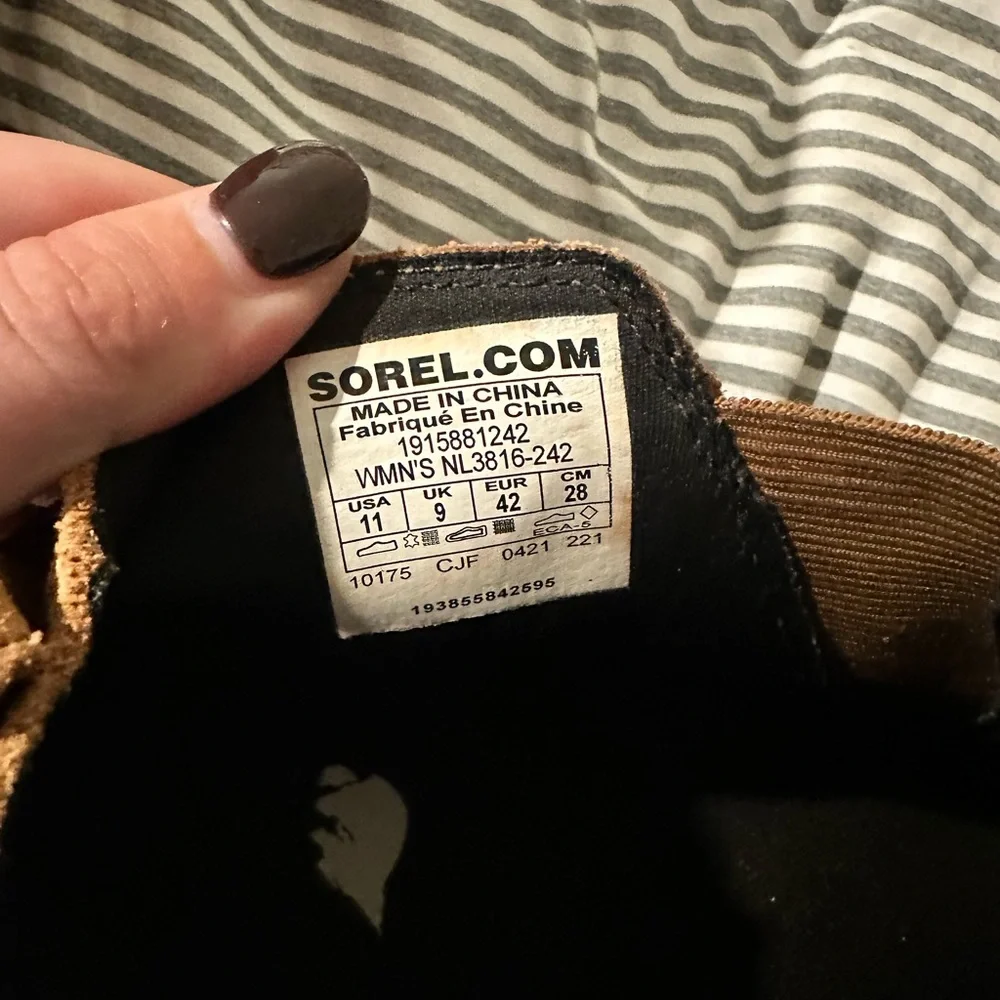 SOREL.COM
MADE IN CHINA
Fabriqué En Chine
1915881242
WMN'S NL3816-242
USA UK EUR CM
11 9 42 28
ECA-5
10175 CJF 0421 221
193855842595